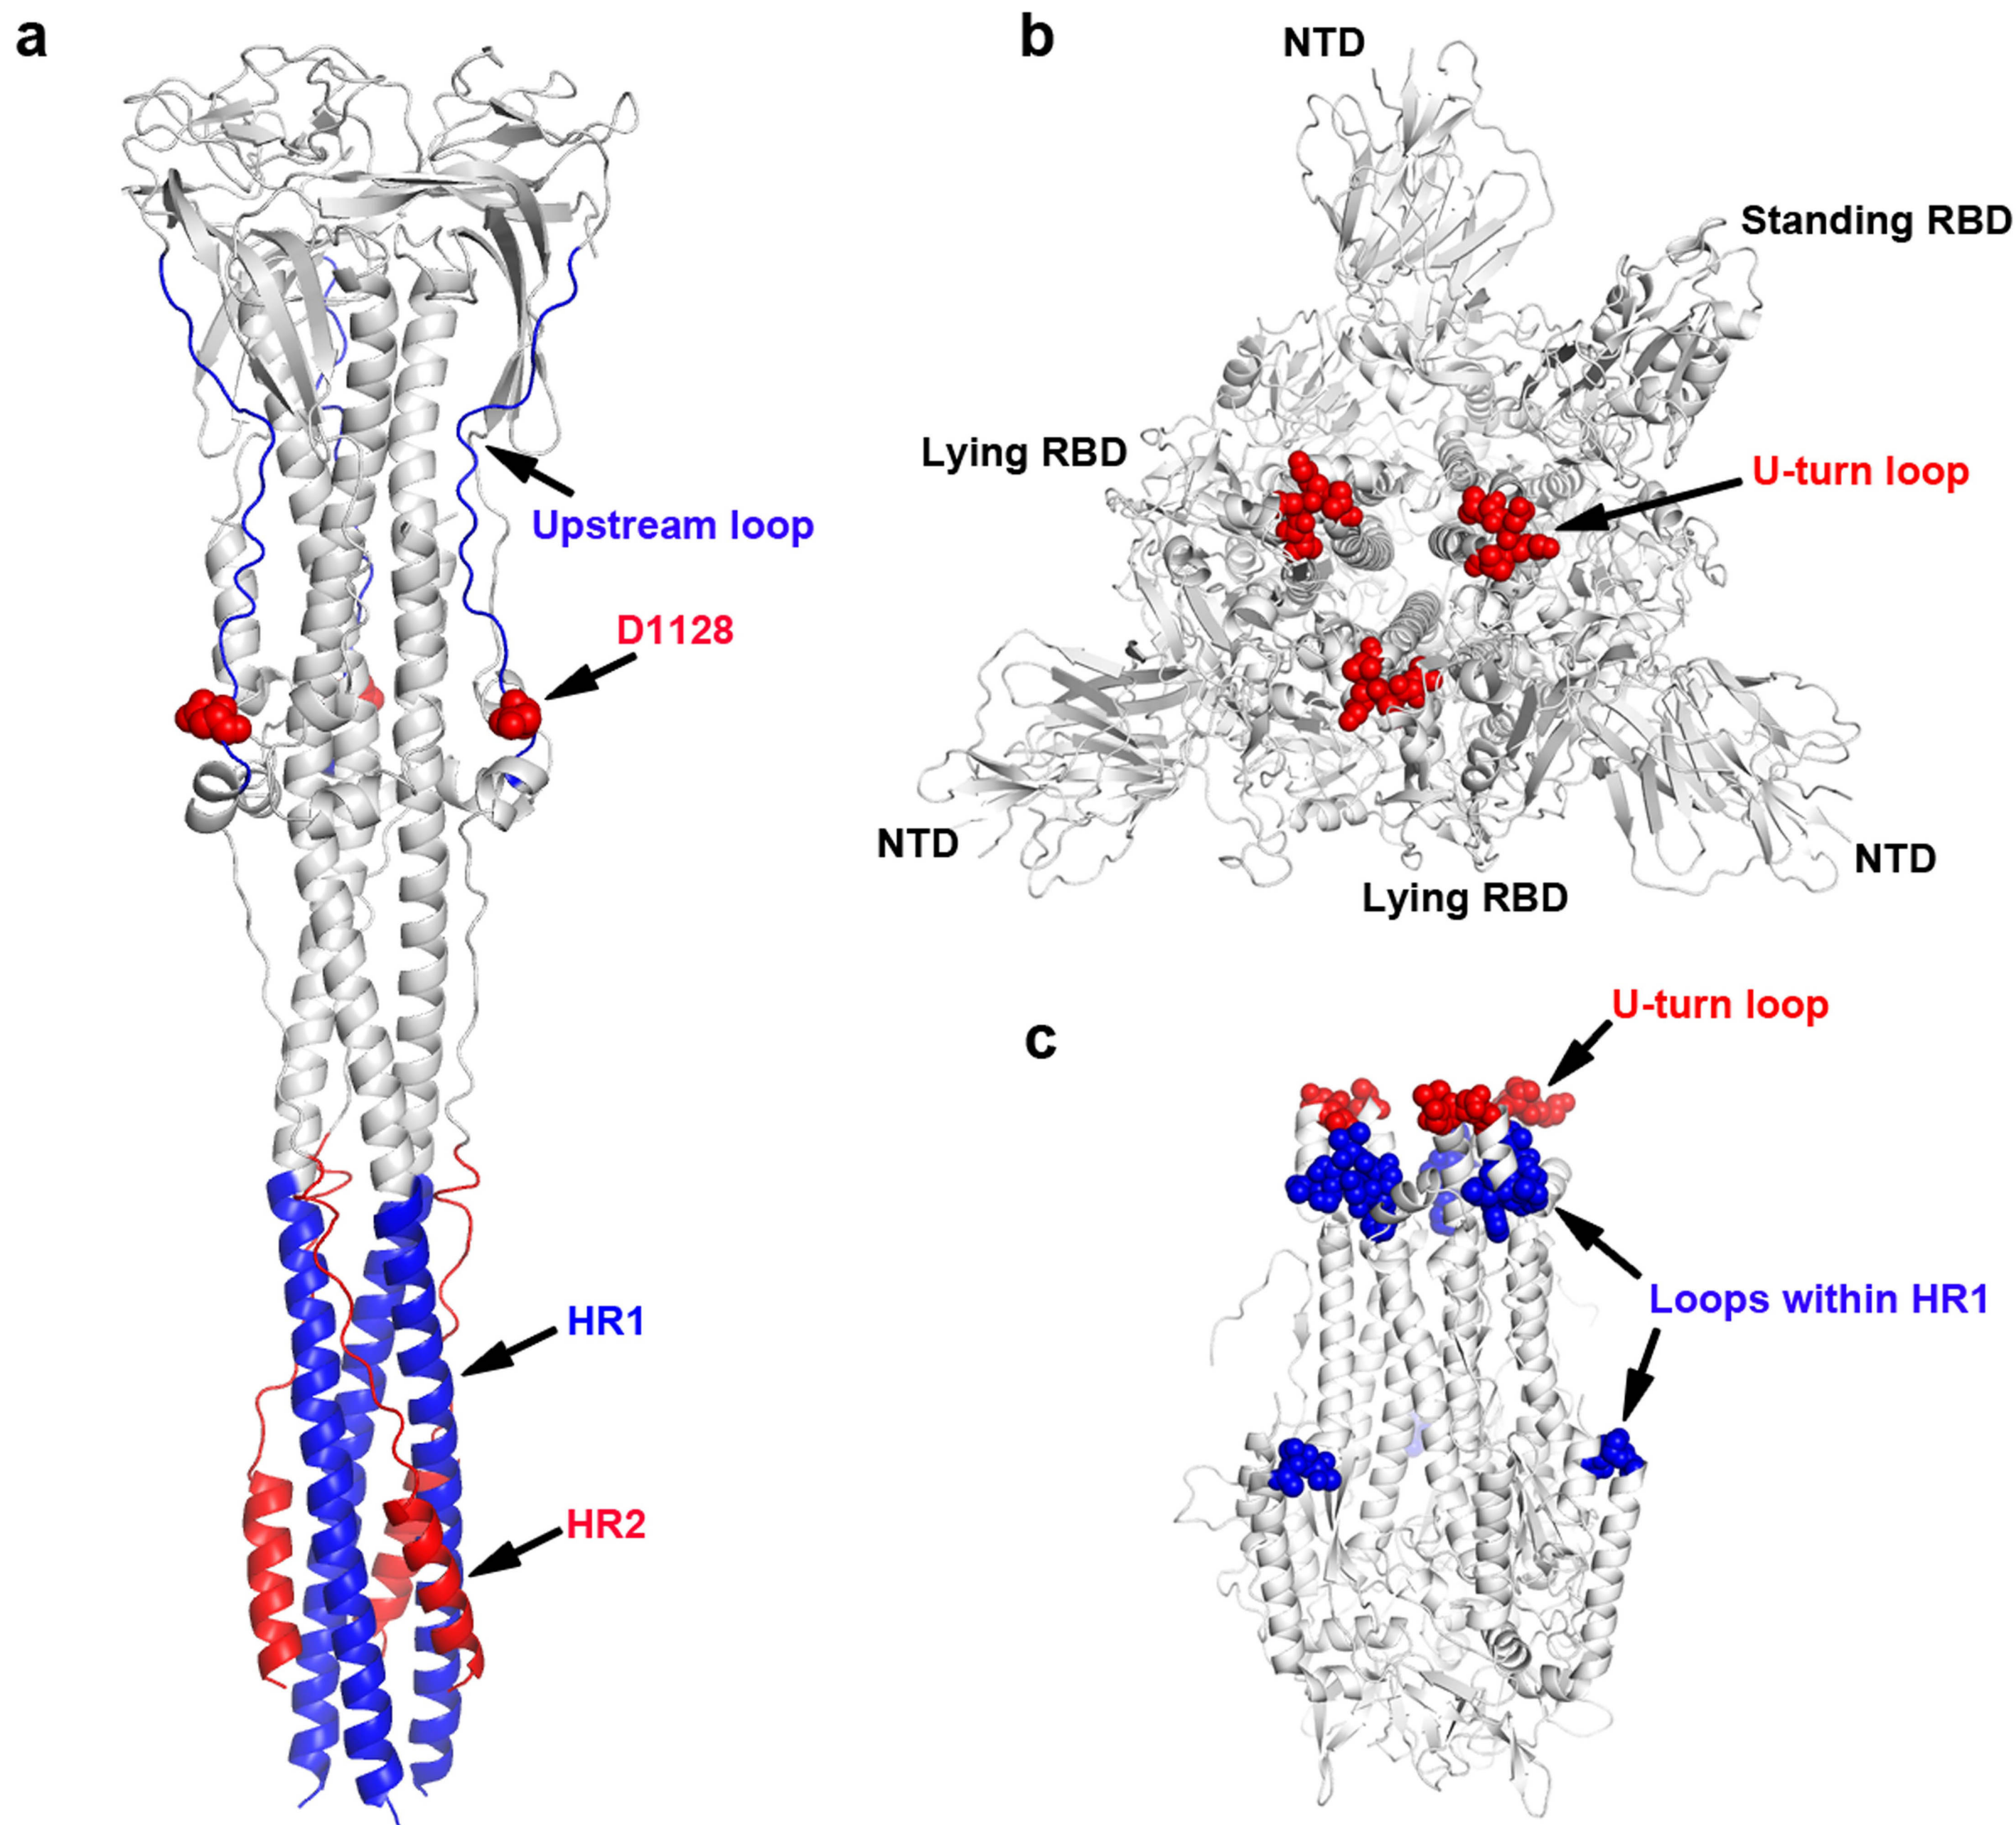 a
Upstream loop
D1128
HR1
HR2
b
NTD
Standing RBD
Lying RBD
U-turn loop
NTD
NTD
Lying RBD
c
U-turn loop
Loops within HR1